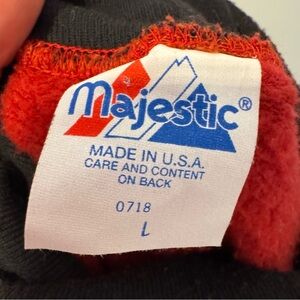 Majestic®
MADE IN U.S.A.
CARE AND CONTENT
ON BACK
0718
L